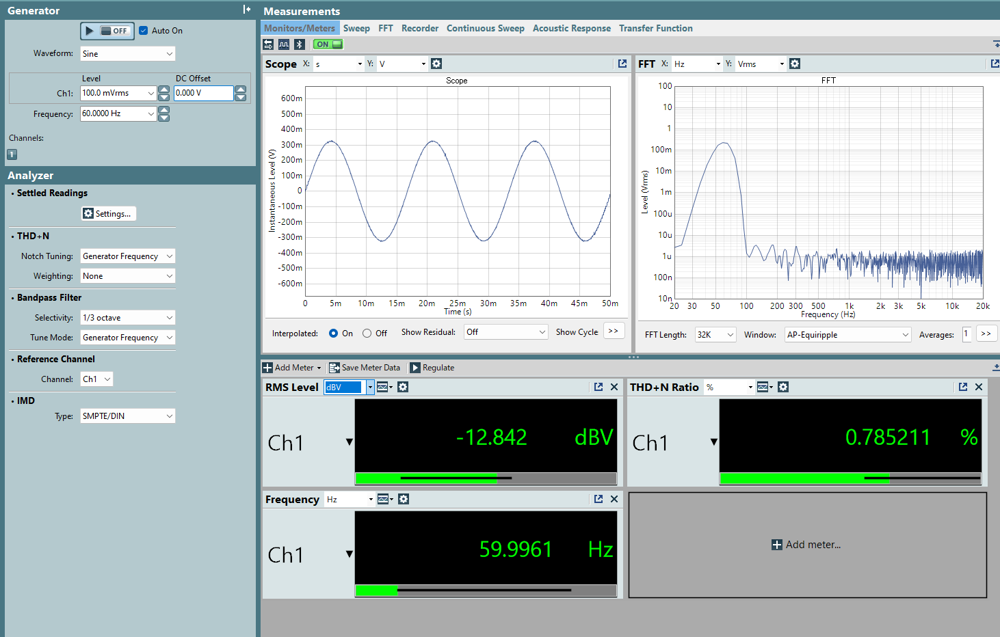 Generator
OFF
Auto On
Waveform: Sine
Level DC Offset
Ch1: 100.0 mVrms 0.000 V
Frequency: 60.0000 Hz
Channels:
1
Analyzer
Settled Readings
Settings...
THD+N
Notch Tuning: Generator Frequency
Weighting: None
Bandpass Filter
Selectivity: 1/3 octave
Tune Mode: Generator Frequency
Reference Channel
Channel: Ch1
IMD
Type: SMPTE/DIN
Measurements
Monitors/Meters Sweep FFT Recorder Continuous Sweep Acoustic Response Transfer Function
ON
Scope X: s Y: V
Scope
Instantaneous Level (V)
600m
500m
400m
300m
200m
100m
0
-100m
-200m
-300m
-400m
-500m
-600m
0 5m 10m 15m 20m 25m 30m 35m 40m 45m 50m
Time (s)
Interpolated: On Off Show Residual: Off Show Cycle >>
FFT X: Hz Y: Vrms
FFT
Level (Vrms)
100
10
1
100m
10m
1m
100u
10u
1u
100n
10n
20 30 50 100 200 300 500 1k 2k 3k 5k 10k 20k
Frequency (Hz)
FFT Length: 32K Window: AP-Equiripple Averages: 1 >>
Add Meter Save Meter Data Regulate
RMS Level dBV
Ch1 -12.842 dBV
THD+N Ratio %
Ch1 0.785211 %
Frequency Hz
Ch1 59.9961 Hz
Add meter...